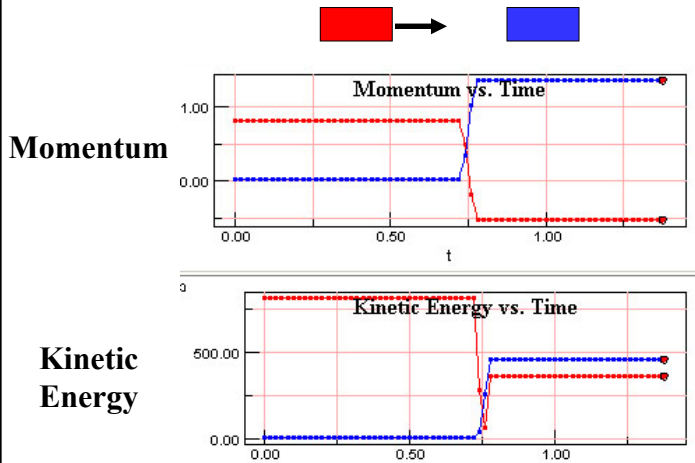 Momentum vs. Time
1.00
Momentum
0.00
0.00 0.50 1.00
t
Kinetic Energy vs. Time
500.00
Kinetic
Energy
0.00
0.00 0.50 1.00